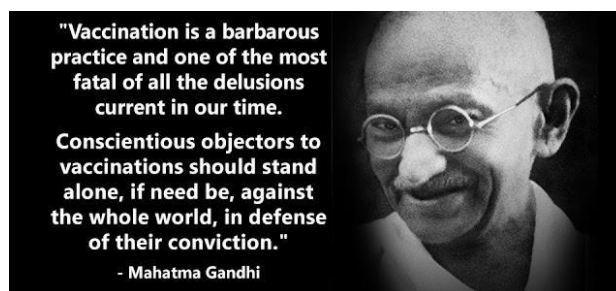 "Vaccination is a barbarous
practice and one of the most
fatal of all the delusions
current in our time.
Conscientious objectors to
vaccinations should stand
alone, if need be, against
the whole world, in defense
of their conviction."
- Mahatma Gandhi